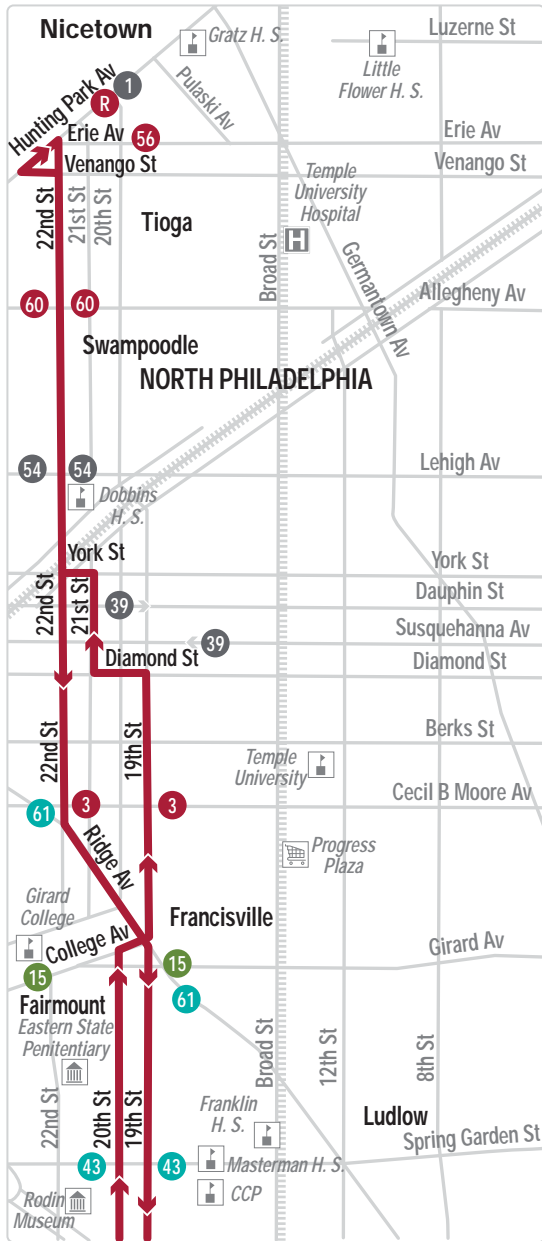 Nicetown
Gratz H. S.
Luzerne St
Little
Flower H. S.
Pulaski Av
Hunting Park Av
1
R
Erie Av
56
Erie Av
Venango St
Venango St
22nd St
21st St
20th St
Tioga
Temple
University
Hospital
H
Broad St
Germantown Av
Allegheny Av
60
60
Swampoodle
NORTH PHILADELPHIA
54
54
Lehigh Av
Dobbins
H. S.
York St
York St
22nd St
21st St
39
Dauphin St
39
Susquehanna Av
Diamond St
Diamond St
22nd St
19th St
Berks St
Temple
University
61
3
3
Cecil B Moore Av
Ridge Av
Progress
Plaza
Girard
College
Francisville
College Av
Girard Av
15
15
61
Fairmount
Eastern State
Penitentiary
22nd St
20th St
19th St
Broad St
12th St
8th St
Franklin
H. S.
Ludlow
Spring Garden St
43
43
Masterman H. S.
CCP
Rodin
Museum